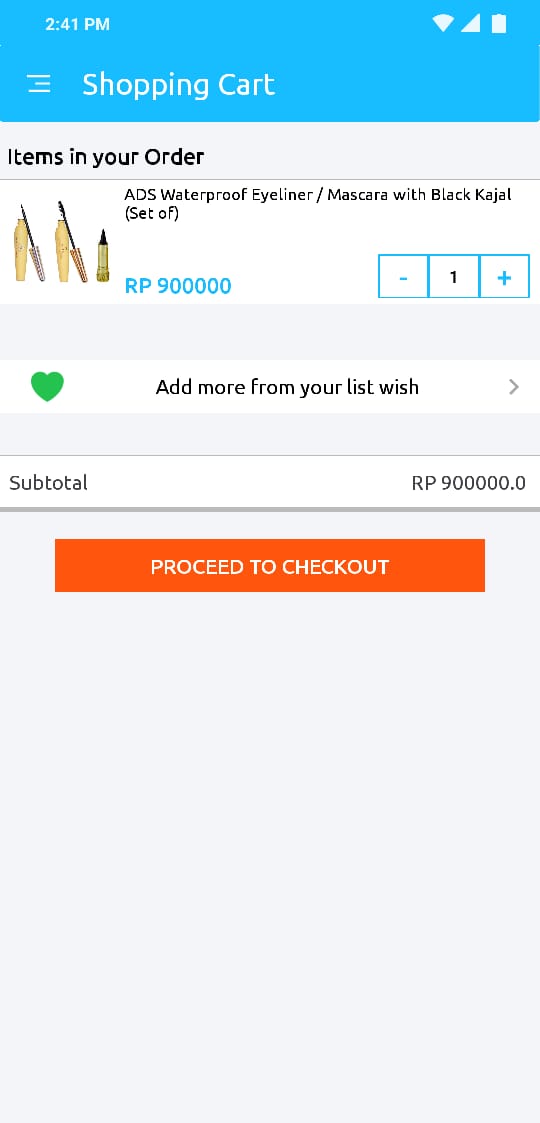 2:41 PM
Shopping Cart
Items in your Order
ADS Waterproof Eyeliner / Mascara with Black Kajal
(Set of)
RP 900000
- 1 +
Add more from your list wish
Subtotal RP 900000.0
PROCEED TO CHECKOUT